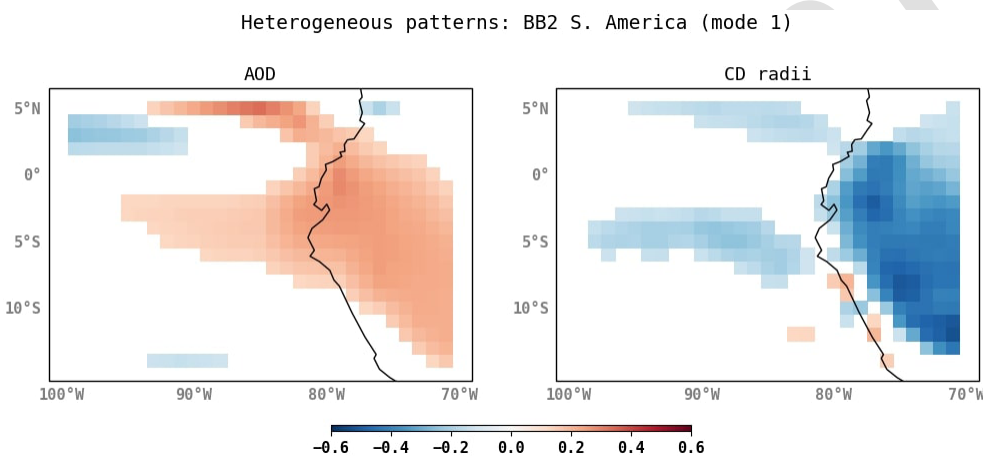 Heterogeneous patterns: BB2 S. America (mode 1)
AOD
CD radii
5°N
0°
5°S
10°S
100°W 90°W 80°W 70°W
5°N
0°
5°S
10°S
100°W 90°W 80°W 70°W
−0.6 −0.4 −0.2 0.0 0.2 0.4 0.6